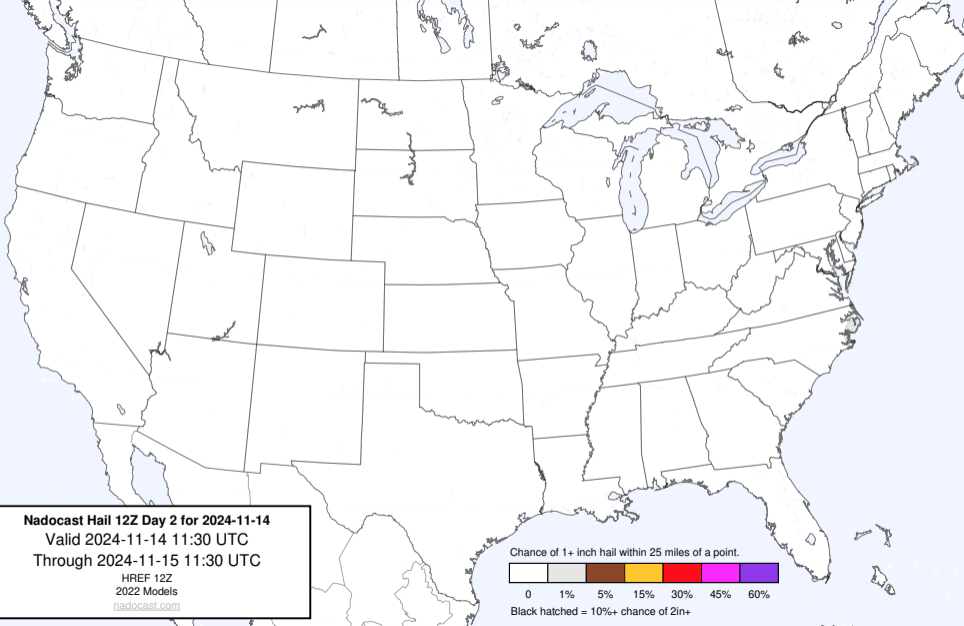 Nadocast Hail 12Z Day 2 for 2024-11-14
Valid 2024-11-14 11:30 UTC
Through 2024-11-15 11:30 UTC
HREF 12Z
2022 Models
nadocast.com
Chance of 1+ inch hail within 25 miles of a point.
0 1% 5% 15% 30% 45% 60%
Black hatched = 10%+ chance of 2in+